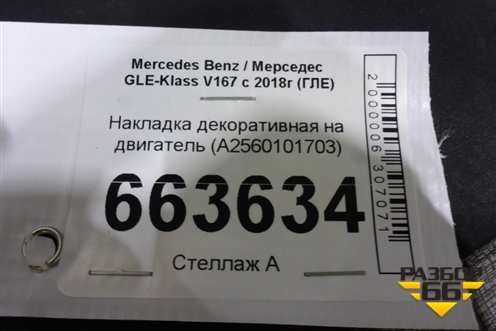 Mercedes Benz / Мерседес
GLE-Klass V167 с 2018г (ГЛЕ)
Накладка декоративная на
двигатель (A2560101703)
663634
Стеллаж А
2000006307071
РАЗБОР
66